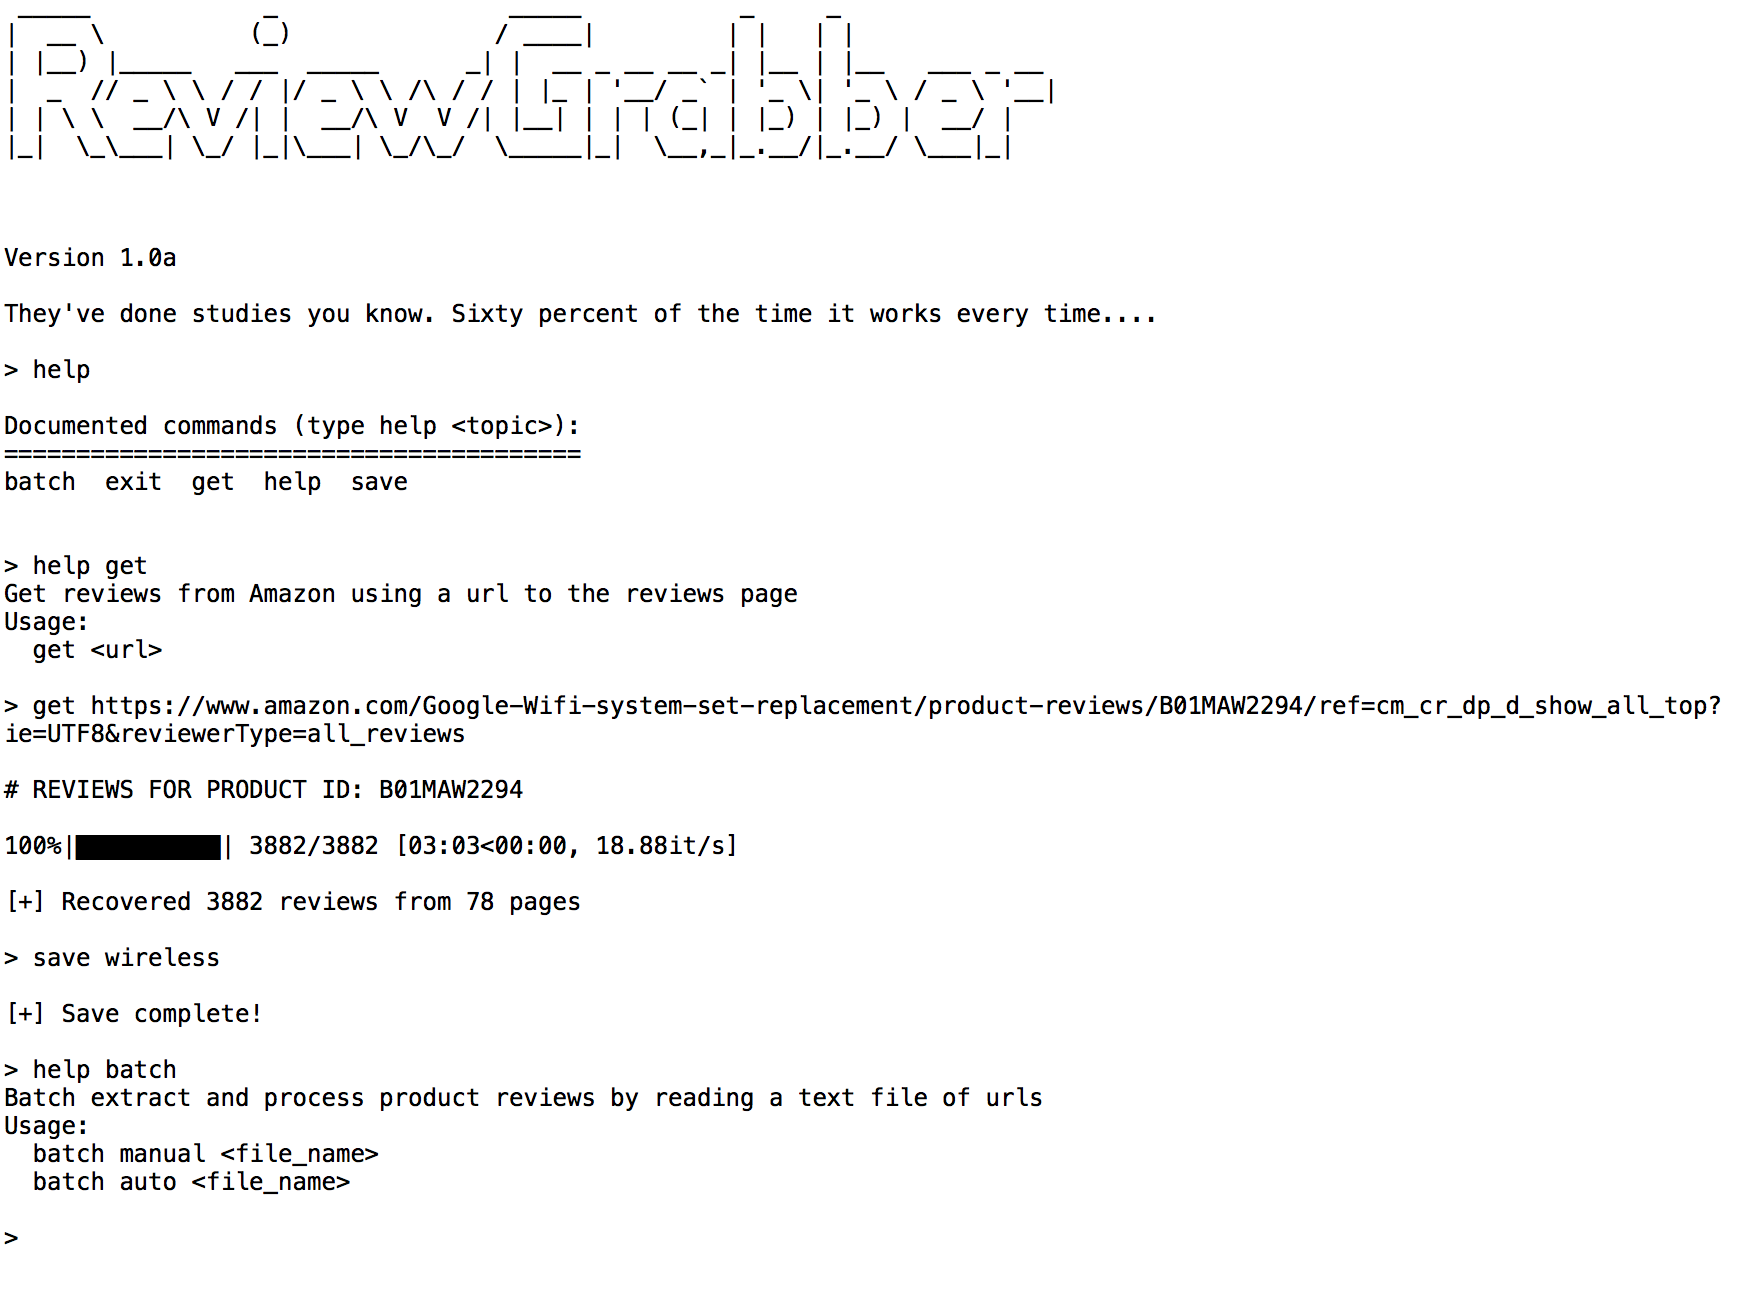 ReviewGrabber
Version 1.0a
They've done studies you know. Sixty percent of the time it works every time....
> help
Documented commands (type help <topic>):
========================================
batch  exit  get  help  save
> help get
Get reviews from Amazon using a url to the reviews page
Usage:
  get <url>
> get https://www.amazon.com/Google-Wifi-system-set-replacement/product-reviews/B01MAW2294/ref=cm_cr_dp_d_show_all_top?
ie=UTF8&reviewerType=all_reviews
# REVIEWS FOR PRODUCT ID: B01MAW2294
100%|██████████| 3882/3882 [03:03<00:00, 18.88it/s]
[+] Recovered 3882 reviews from 78 pages
> save wireless
[+] Save complete!
> help batch
Batch extract and process product reviews by reading a text file of urls
Usage:
  batch manual <file_name>
  batch auto <file_name>
>